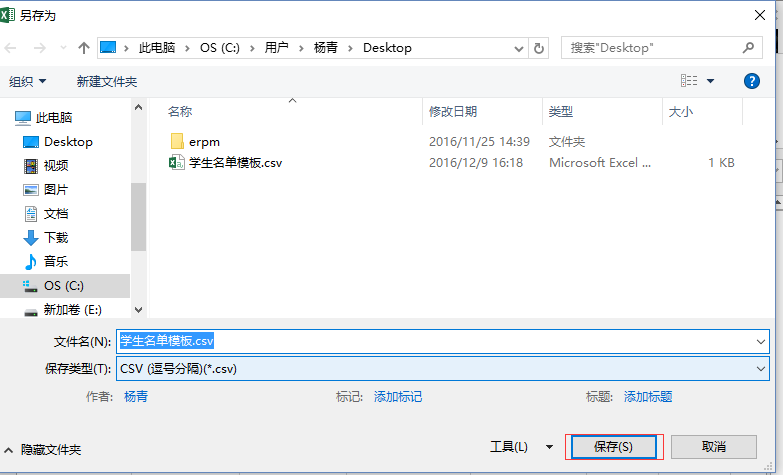 另存为
此电脑 OS (C:) 用户 杨青 Desktop
搜索"Desktop"
组织 新建文件夹
此电脑
Desktop
视频
图片
文档
下载
音乐
OS (C:)
新加卷 (E:)
名称 修改日期 类型 大小
erpm 2016/11/25 14:39 文件夹
学生名单模板.csv 2016/12/9 16:18 Microsoft Excel ... 1 KB
文件名(N): 学生名单模板.csv
保存类型(T): CSV (逗号分隔)(*.csv)
作者: 杨青 标记: 添加标记 标题: 添加标题
隐藏文件夹 工具(L) 保存(S) 取消